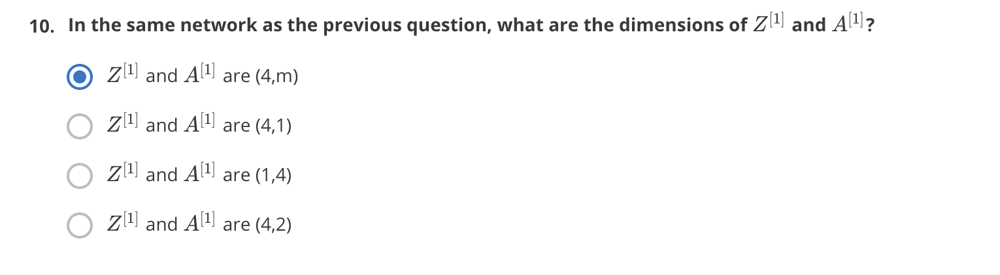 10. In the same network as the previous question, what are the dimensions of Z^[1] and A^[1]?
Z^[1] and A^[1] are (4,m)
Z^[1] and A^[1] are (4,1)
Z^[1] and A^[1] are (1,4)
Z^[1] and A^[1] are (4,2)